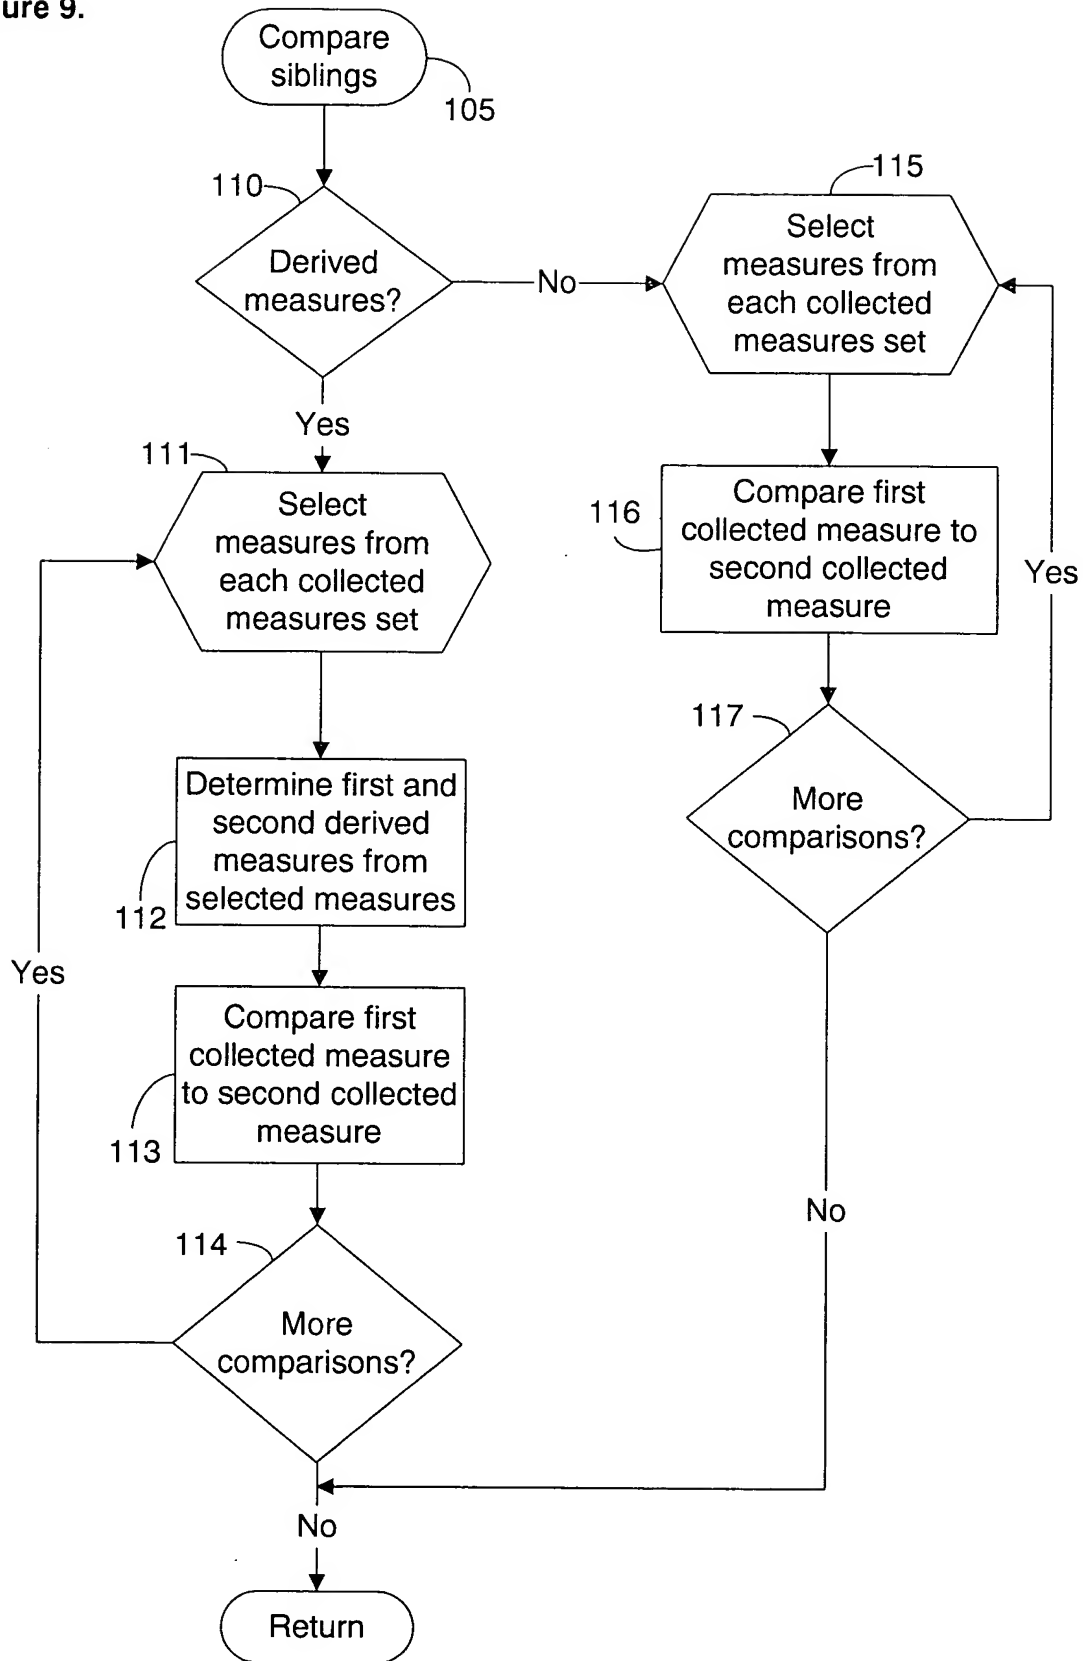 ure 9.
Compare
siblings
105
110
Derived
measures?
No
115
Select
measures from
each collected
measures set
Yes
111
Select
measures from
each collected
measures set
116
Compare first
collected measure to
second collected
measure
Yes
117
More
comparisons?
Determine first and
second derived
measures from
selected measures
112
Yes
Compare first
collected measure
to second collected
measure
113
No
114
More
comparisons?
No
Return